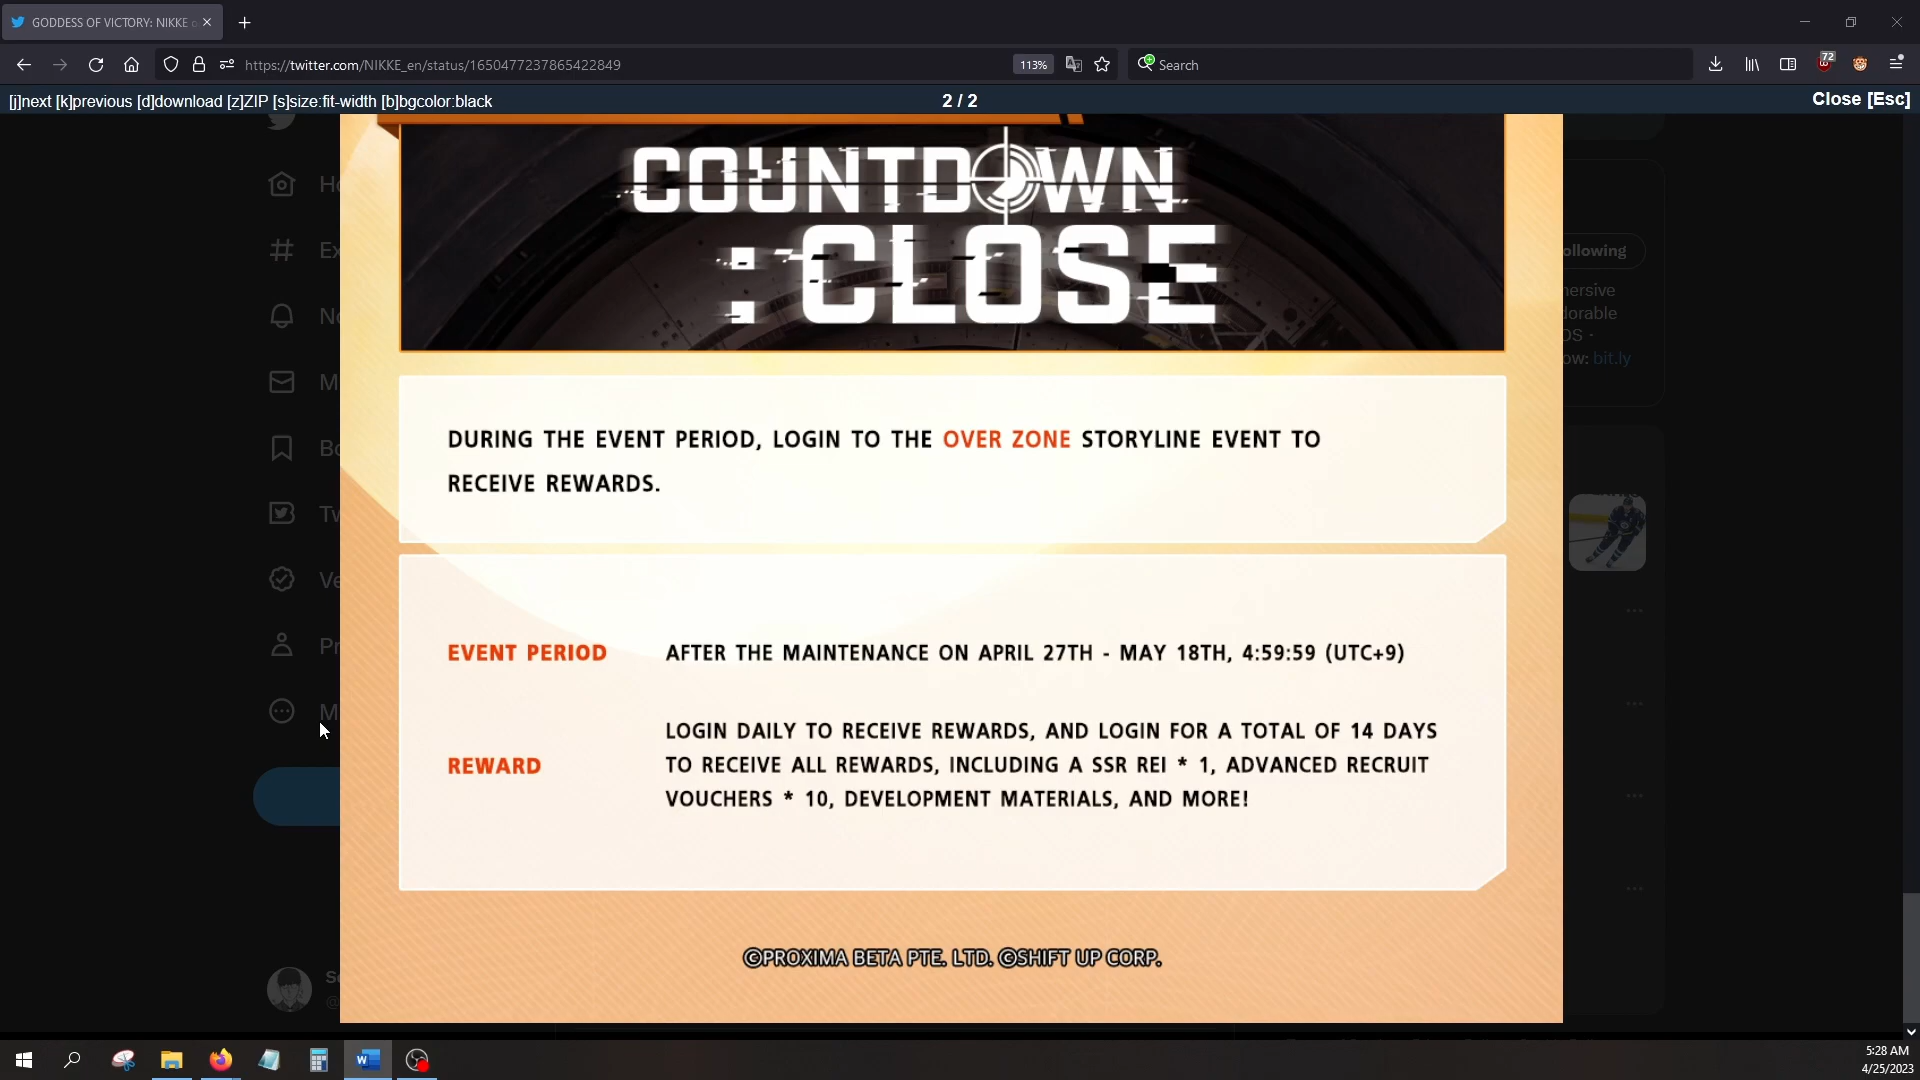 GODDESS OF VICTORY: NIKKE
https://twitter.com/NIKKE_en/status/1650477237865422849
113%
Search
72
[j]next [k]previous [d]download [z]ZIP [s]size:fit-width [b]bgcolor:black
2 / 2
Close [Esc]
COUNTDOWN
: CLOSE
bit.ly
DURING THE EVENT PERIOD, LOGIN TO THE OVER ZONE STORYLINE EVENT TO
RECEIVE REWARDS.
EVENT PERIOD
AFTER THE MAINTENANCE ON APRIL 27TH - MAY 18TH, 4:59:59 (UTC+9)
REWARD
LOGIN DAILY TO RECEIVE REWARDS, AND LOGIN FOR A TOTAL OF 14 DAYS
TO RECEIVE ALL REWARDS, INCLUDING A SSR REI * 1, ADVANCED RECRUIT
VOUCHERS * 10, DEVELOPMENT MATERIALS, AND MORE!
©PROXIMA BETA PTE. LTD. ©SHIFT UP CORP.
5:28 AM
4/25/2023